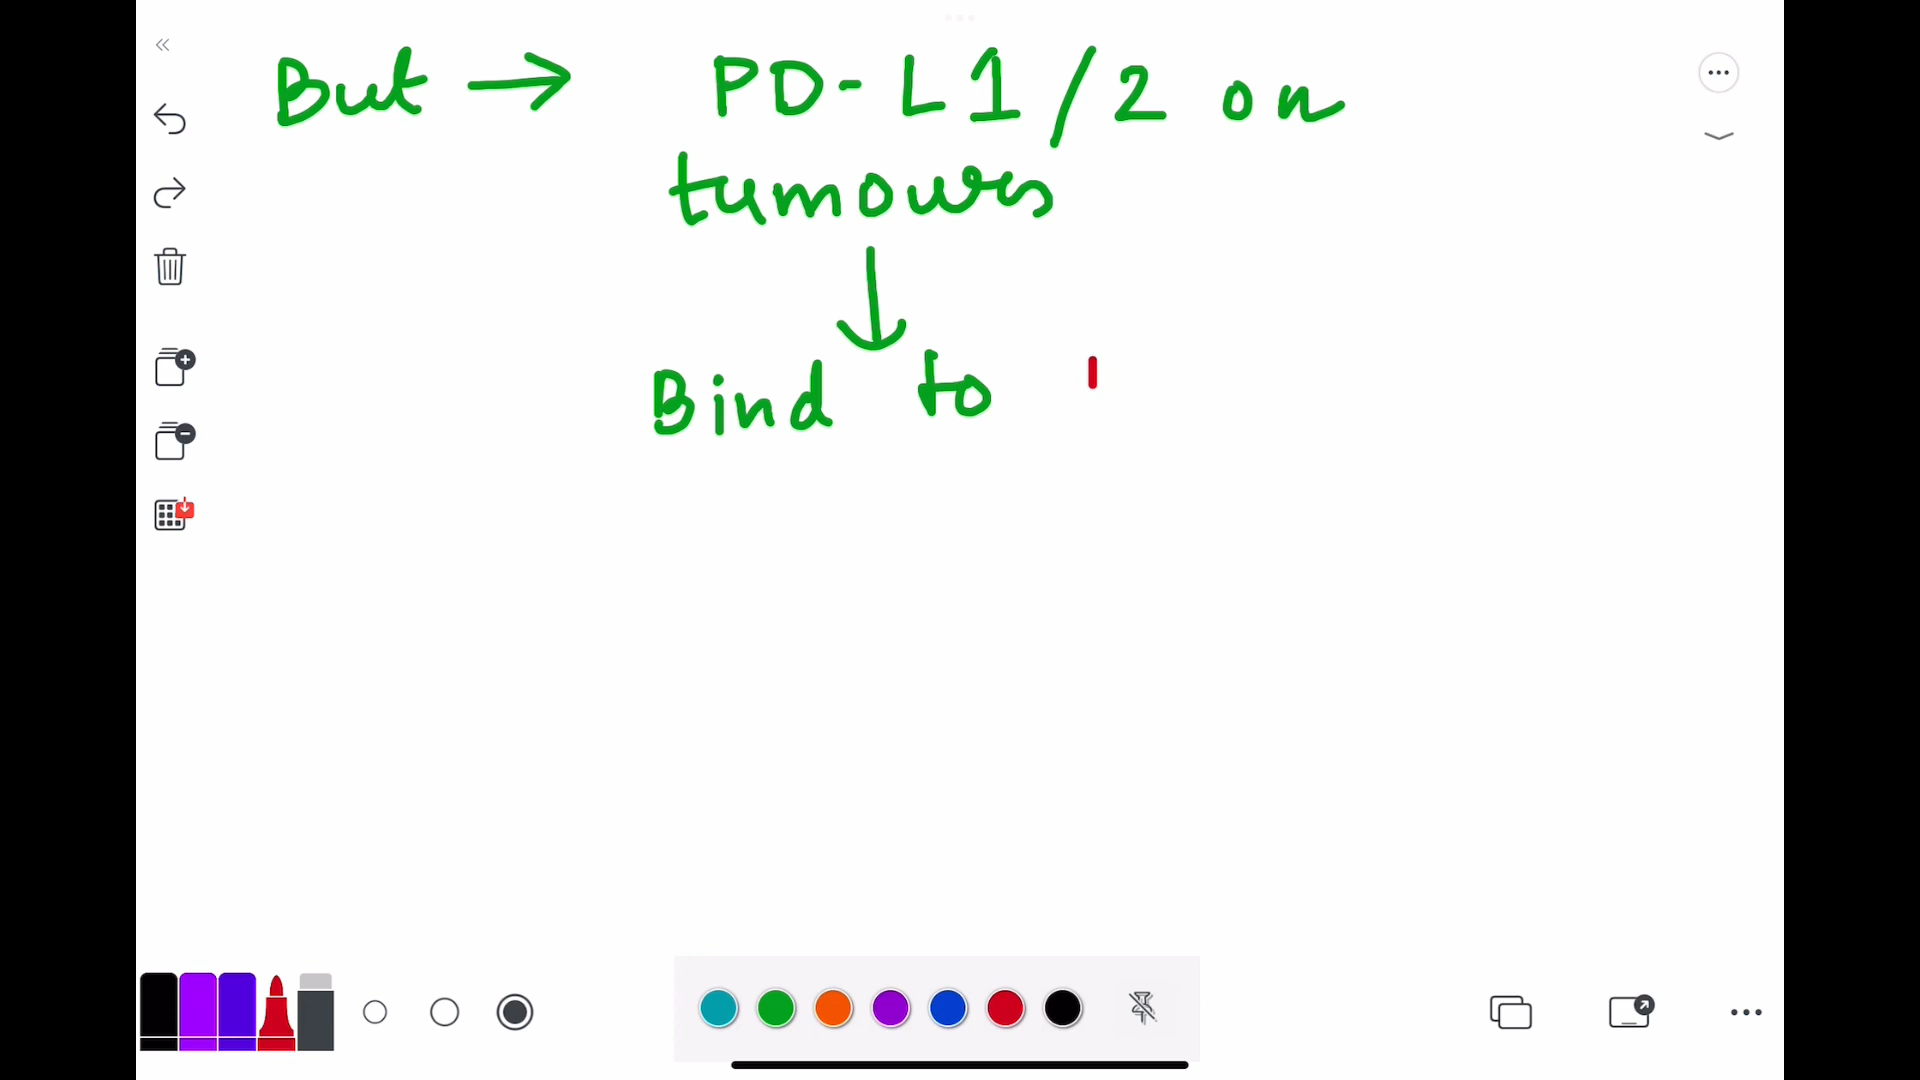 But → PD-L1/2 on
tumours
↓
Bind to